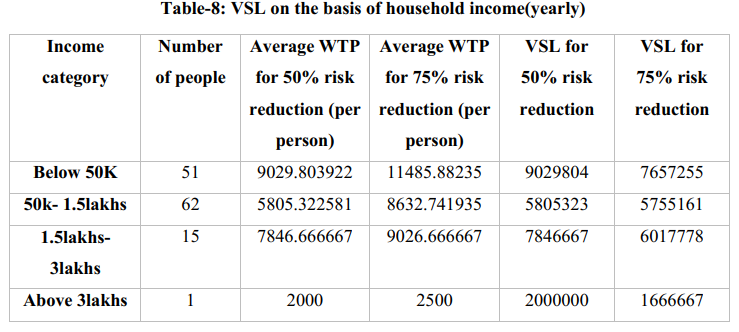 Table-8: VSL on the basis of household income(yearly)
Income category | Number of people | Average WTP for 50% risk reduction (per person) | Average WTP for 75% risk reduction (per person) | VSL for 50% risk reduction | VSL for 75% risk reduction
Below 50K | 51 | 9029.803922 | 11485.88235 | 9029804 | 7657255
50k- 1.5lakhs | 62 | 5805.322581 | 8632.741935 | 5805323 | 5755161
1.5lakhs- 3lakhs | 15 | 7846.666667 | 9026.666667 | 7846667 | 6017778
Above 3lakhs | 1 | 2000 | 2500 | 2000000 | 1666667